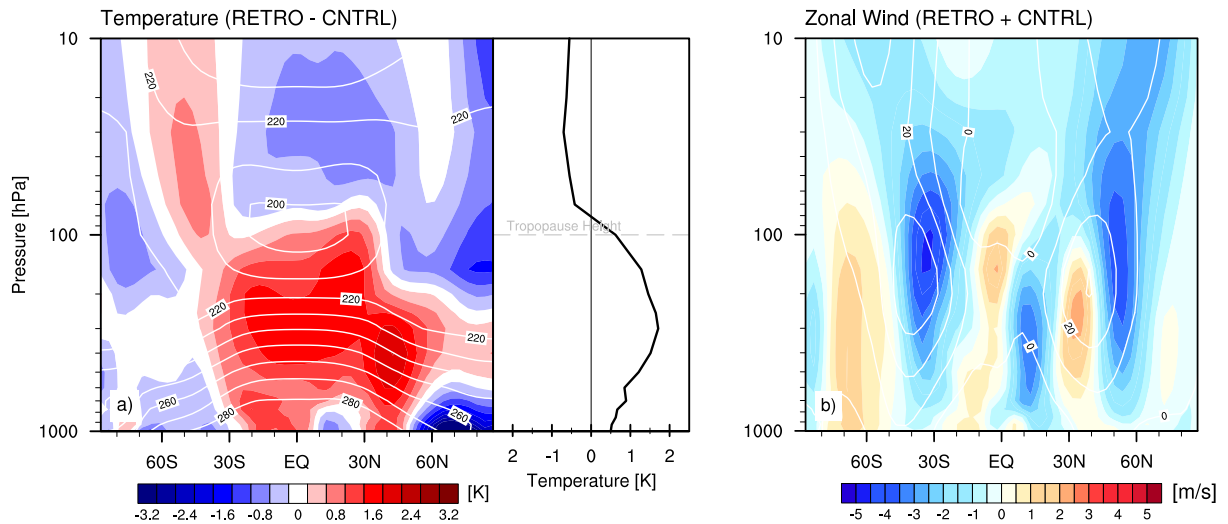 Temperature (RETRO - CNTRL)
Zonal Wind (RETRO + CNTRL)
10
100
1000
Pressure [hPa]
220
220
220
200
220
220
220
260
280
280
260
a)
60S 30S EQ 30N 60N
-3.2 -2.4 -1.6 -0.8 0 0.8 1.6 2.4 3.2 [K]
Tropopause Height
2 -1 0 1 2
Temperature [K]
10
100
1000
20
0
0
0
20
0
0
b)
60S 30S EQ 30N 60N
-5 -4 -3 -2 -1 0 1 2 3 4 5 [m/s]